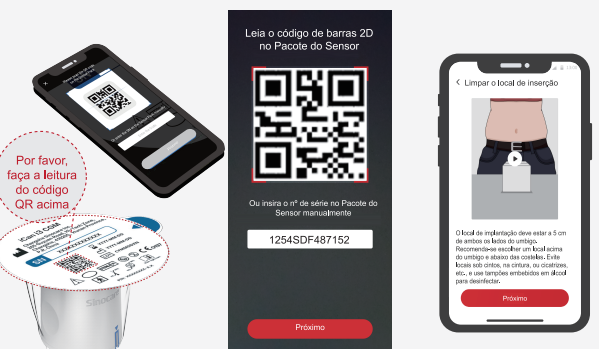 Por favor,
faça a leitura
do código
QR acima
iCan i3 CGM
SN
Sinocare
Leia o código de barras 2D
no Pacote do Sensor
Ou insira o nº de série no Pacote do
Sensor manualmente
1254SDF487152
Próximo
Limpar o local de inserção
O local de implantação deve estar a 5 cm
de ambos os lados do umbigo.
Recomenda-se escolher um local acima
do umbigo e abaixo das costelas. Evite
locais sob cintos, na cintura, ou cicatrizes,
etc., e use tampões embebidos em álcool
para desinfectar.
Próximo